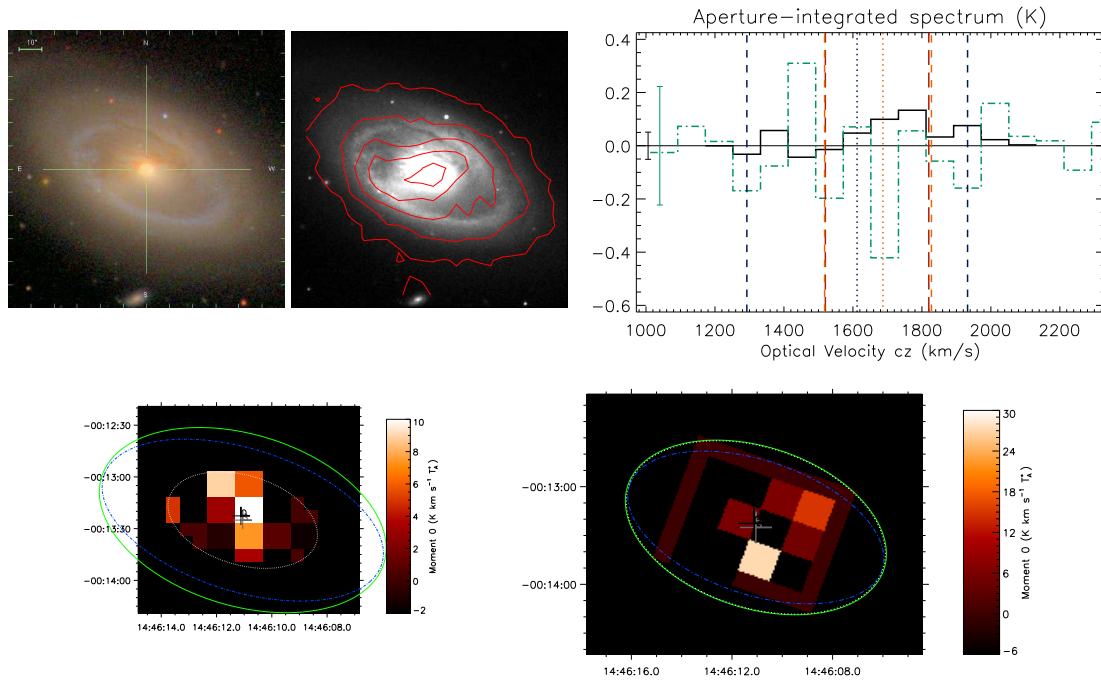 10"
N
E
W
S
Aperture-integrated spectrum (K)
0.4
0.2
0.0
-0.2
-0.4
-0.6
1000 1200 1400 1600 1800 2000 2200
Optical Velocity cz (km/s)
-00:12:30
-00:13:00
-00:13:30
-00:14:00
14:46:14.0 14:46:12.0 14:46:10.0 14:46:08.0
10
8
6
4
2
0
-2
Moment 0 (K km s⁻¹ T*A)
-00:13:00
-00:14:00
14:46:16.0 14:46:12.0 14:46:08.0
30
24
18
12
6
0
-6
Moment 0 (K km s⁻¹ T*A)